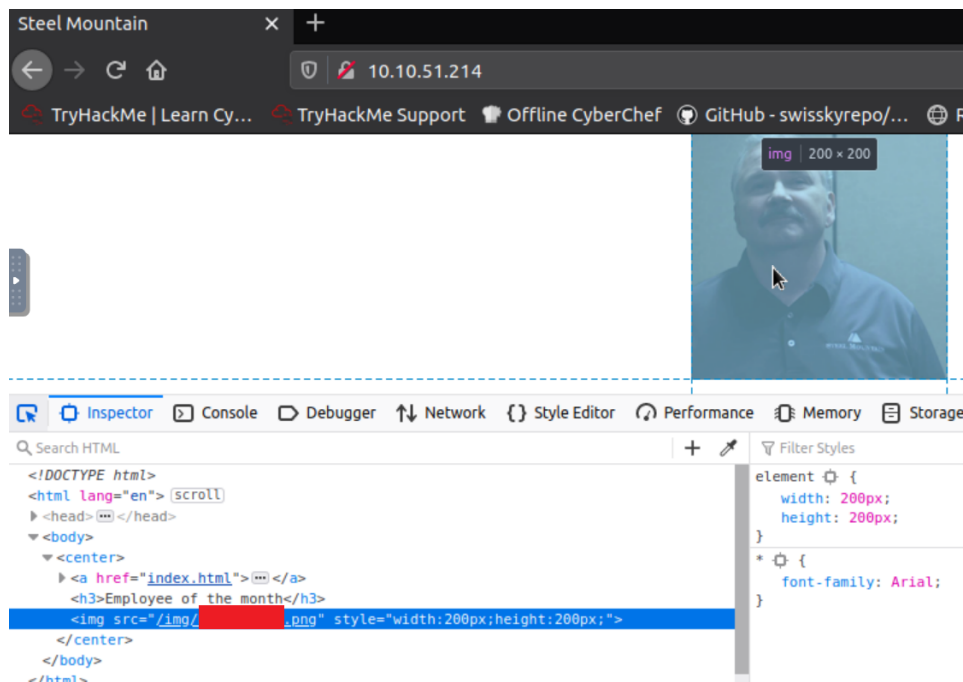 Steel Mountain
10.10.51.214
TryHackMe | Learn Cy... TryHackMe Support Offline CyberChef GitHub - swisskyrepo/...
img 200 × 200
Inspector Console Debugger Network {} Style Editor Performance Memory Storage
Search HTML
Filter Styles
<!DOCTYPE html>
<html lang="en"> scroll
<head> ... </head>
<body>
<center>
<a href="index.html"> ... </a>
<h3>Employee of the month</h3>
<img src="/img/ .png" style="width:200px;height:200px;">
</center>
</body>
</html>
element {
width: 200px;
height: 200px;
}
* {
font-family: Arial;
}